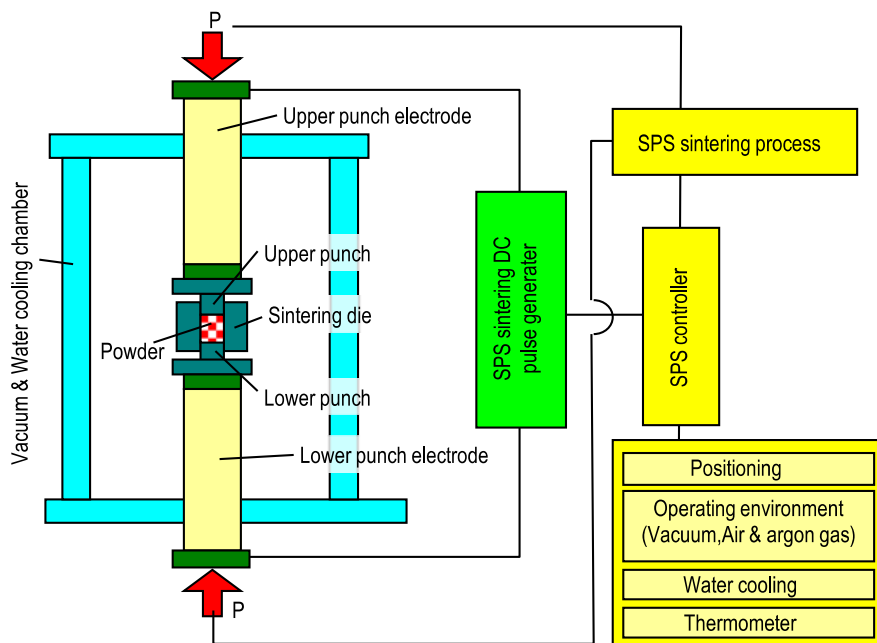 P
Upper punch electrode
SPS sintering process
Vacuum & Water cooling chamber
Upper punch
SPS sintering DC
pulse generater
SPS controller
Sintering die
Powder
Lower punch
Lower punch electrode
Positioning
Operating environment
(Vacuum,Air & argon gas)
Water cooling
Thermometer
P